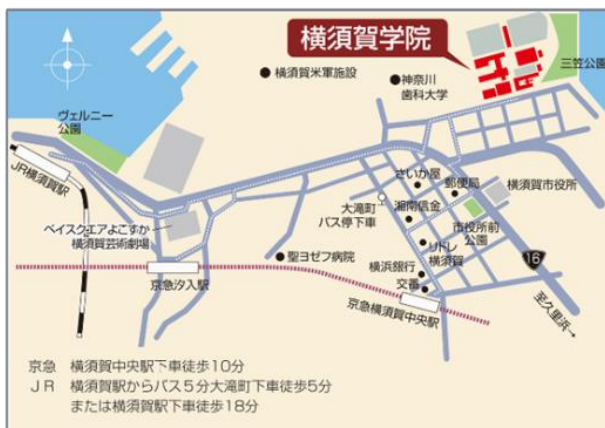 横須賀学院
三笠公園
横須賀米軍施設
神奈川
歯科大学
ヴェルニー
公園
JR横須賀駅
さいか屋
郵便局
横須賀市役所
大滝町
バス停下車
湘南信金
市役所前
公園
ベイスクエアよこすか
横須賀芸術劇場
リドレ
横須賀
聖ヨゼフ病院
横浜銀行
16
京急汐入駅
交番
京急横須賀中央駅
至久里浜→
京急 横須賀中央駅下車徒歩10分
JR 横須賀駅からバス5分大滝町下車徒歩5分
または横須賀駅下車徒歩18分